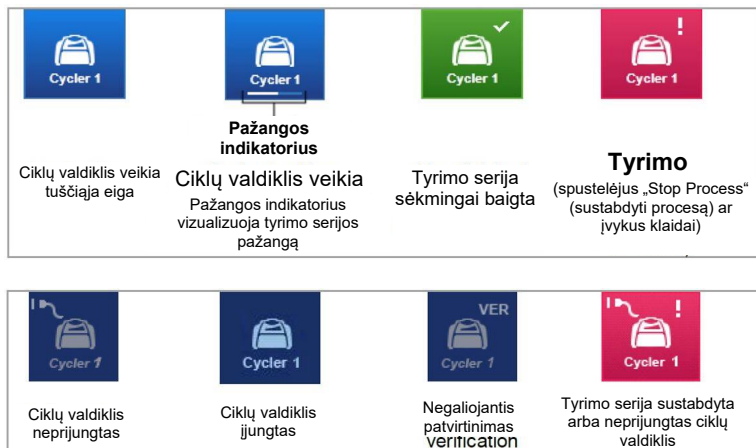 Cycler 1
Cycler 1
Cycler 1
!
Cycler 1
Pažangos
indikatorius
Ciklų valdiklis veikia
tuščiąja eiga
Ciklų valdiklis veikia
Pažangos indikatorius
vizualizuoja tyrimo serijos
pažangą
Tyrimo serija
sėkmingai baigta
Tyrimo
(spustelėjus „Stop Process“
(sustabdyti procesą) ar
įvykus klaidai)
Cycler 1
Cycler 1
VER
Cycler 1
!
Cycler 1
Ciklų valdiklis
neprijungtas
Ciklų valdiklis
įjungtas
Negaliojantis
patvirtinimas
verification
Tyrimo serija sustabdyta
arba neprijungtas ciklų
valdiklis